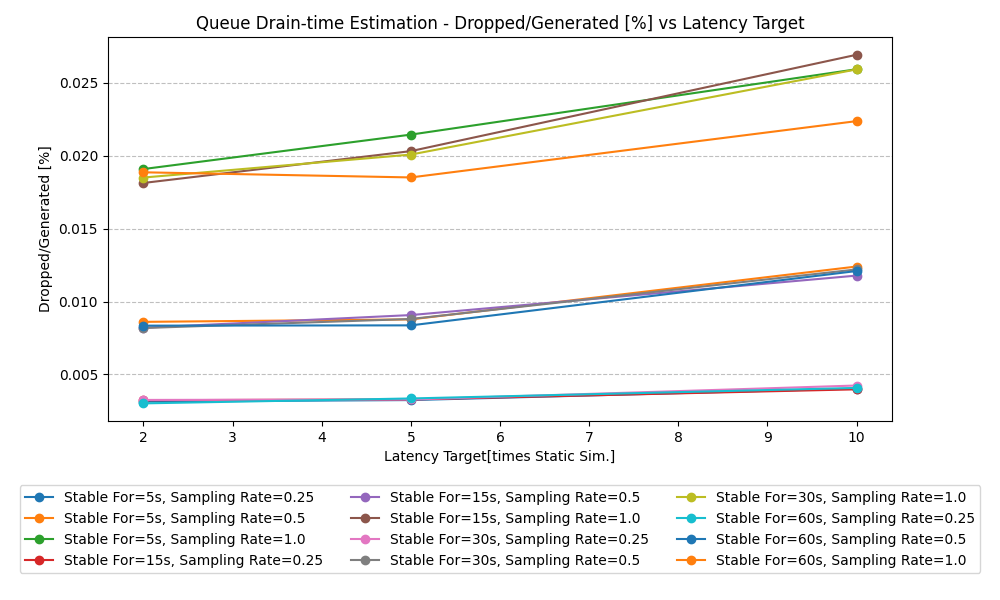 Queue Drain-time Estimation - Dropped/Generated [%] vs Latency Target
Dropped/Generated [%]
0.025
0.020
0.015
0.010
0.005
2 3 4 5 6 7 8 9 10
Latency Target[times Static Sim.]
Stable For=5s, Sampling Rate=0.25
Stable For=5s, Sampling Rate=0.5
Stable For=5s, Sampling Rate=1.0
Stable For=15s, Sampling Rate=0.25
Stable For=15s, Sampling Rate=0.5
Stable For=15s, Sampling Rate=1.0
Stable For=30s, Sampling Rate=0.25
Stable For=30s, Sampling Rate=0.5
Stable For=30s, Sampling Rate=1.0
Stable For=60s, Sampling Rate=0.25
Stable For=60s, Sampling Rate=0.5
Stable For=60s, Sampling Rate=1.0